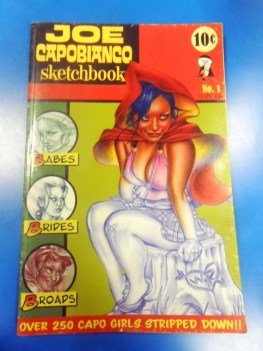 JOE
CAPOBIANCO
sketchbook
10¢
No. 1
BABES
BRIDES
BROADS
OVER 250 CAPO GIRLS STRIPPED DOWN!!